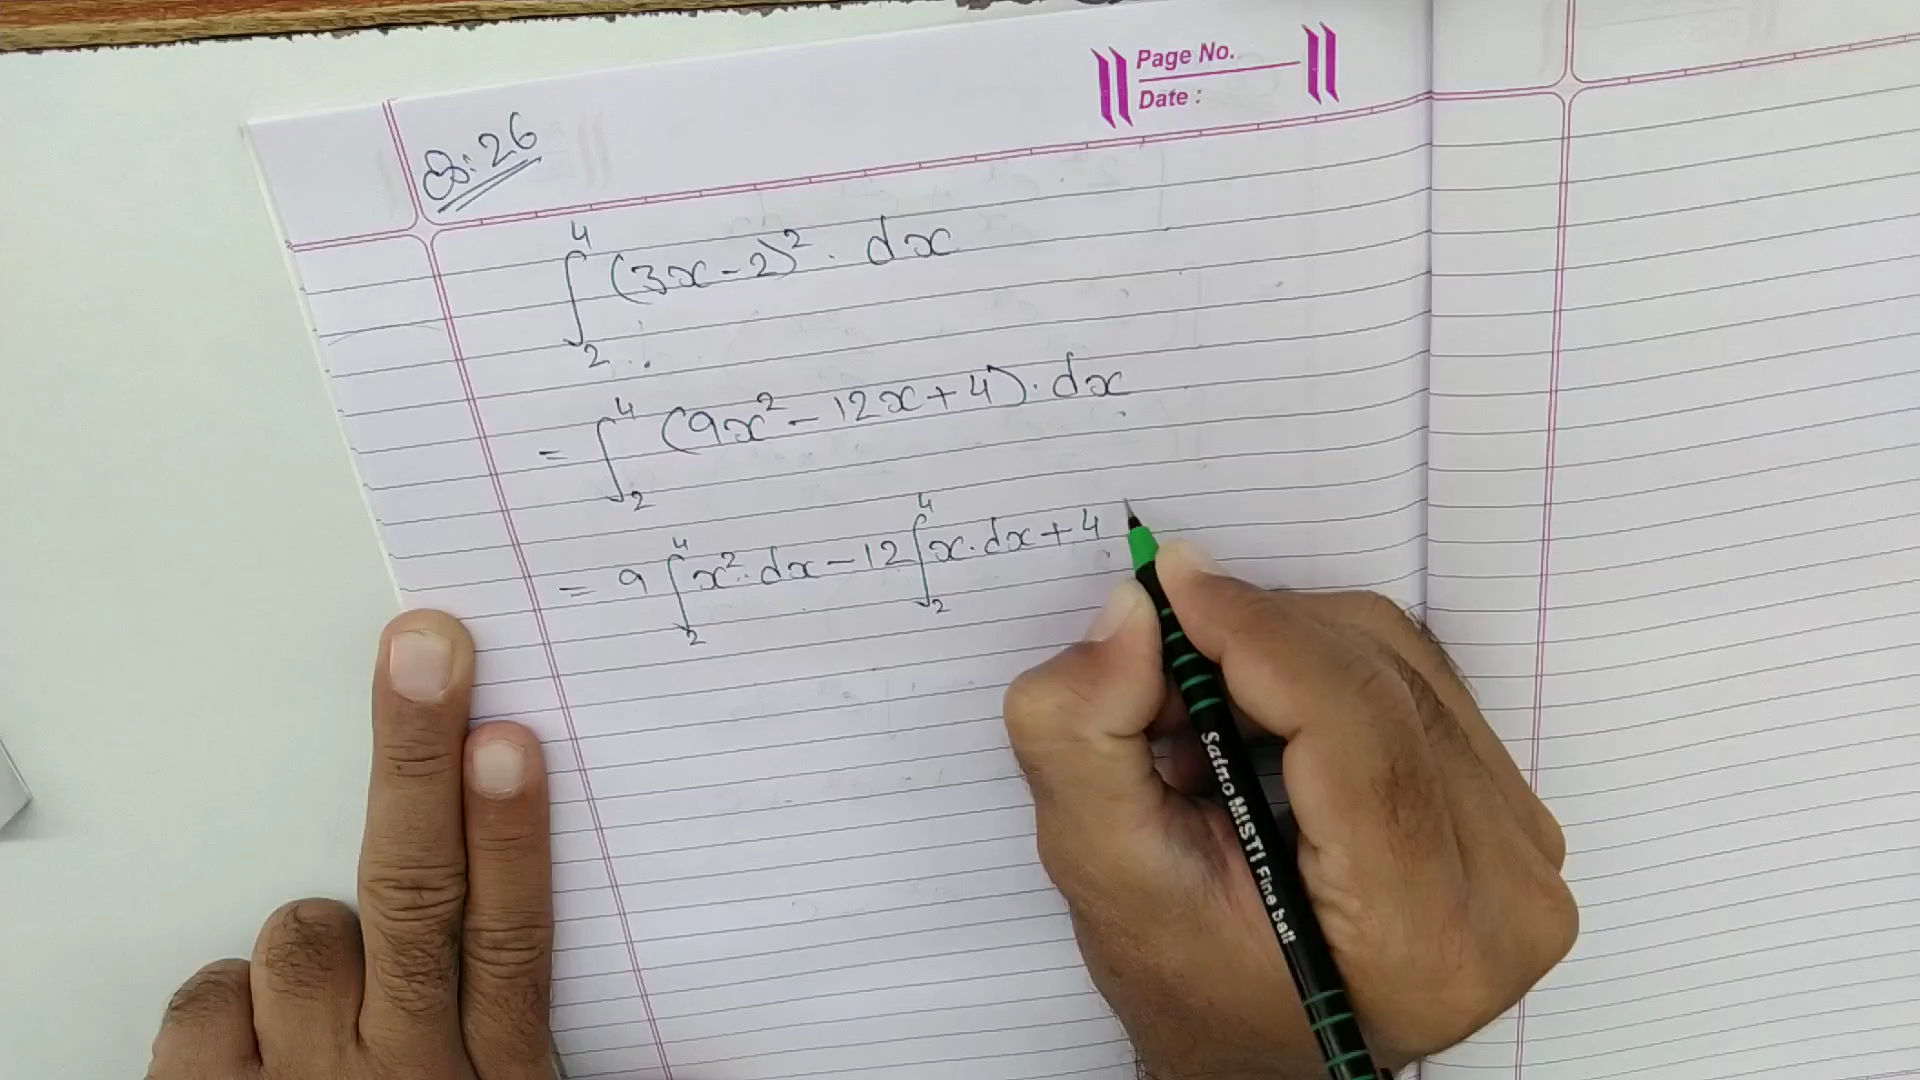 Page No.
Date :
Q: 26
∫₂⁴ (3x-2)² . dx
= ∫₂⁴ (9x² - 12x + 4) . dx
= 9 ∫₂⁴ x² . dx - 12 ∫₂⁴ x . dx + 4
Satno MISTI Fine ball